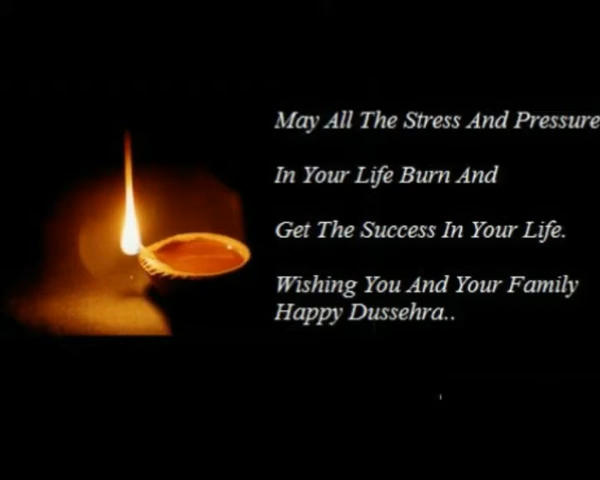 May All The Stress And Pressure
In Your Life Burn And
Get The Success In Your Life.
Wishing You And Your Family
Happy Dussehra..